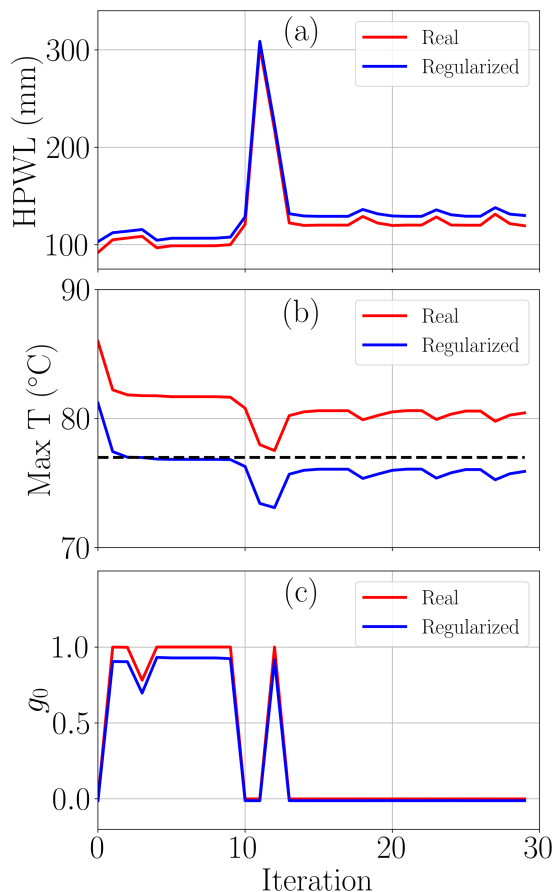 (a)
Real
Regularized
300
200
100
HPWL (mm)
(b)
Real
Regularized
90
80
70
Max T (°C)
(c)
Real
Regularized
1.0
0.5
0.0
g₀
0 10 20 30
Iteration